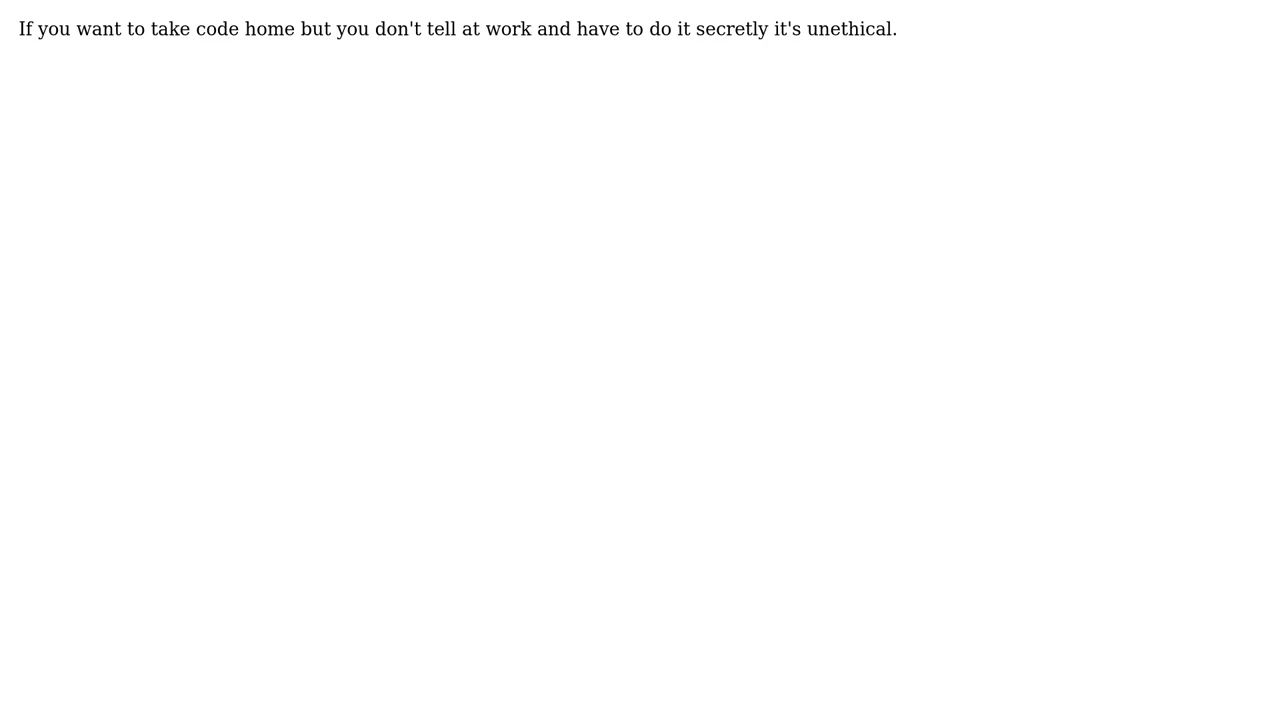 If you want to take code home but you don't tell at work and have to do it secretly it's unethical.